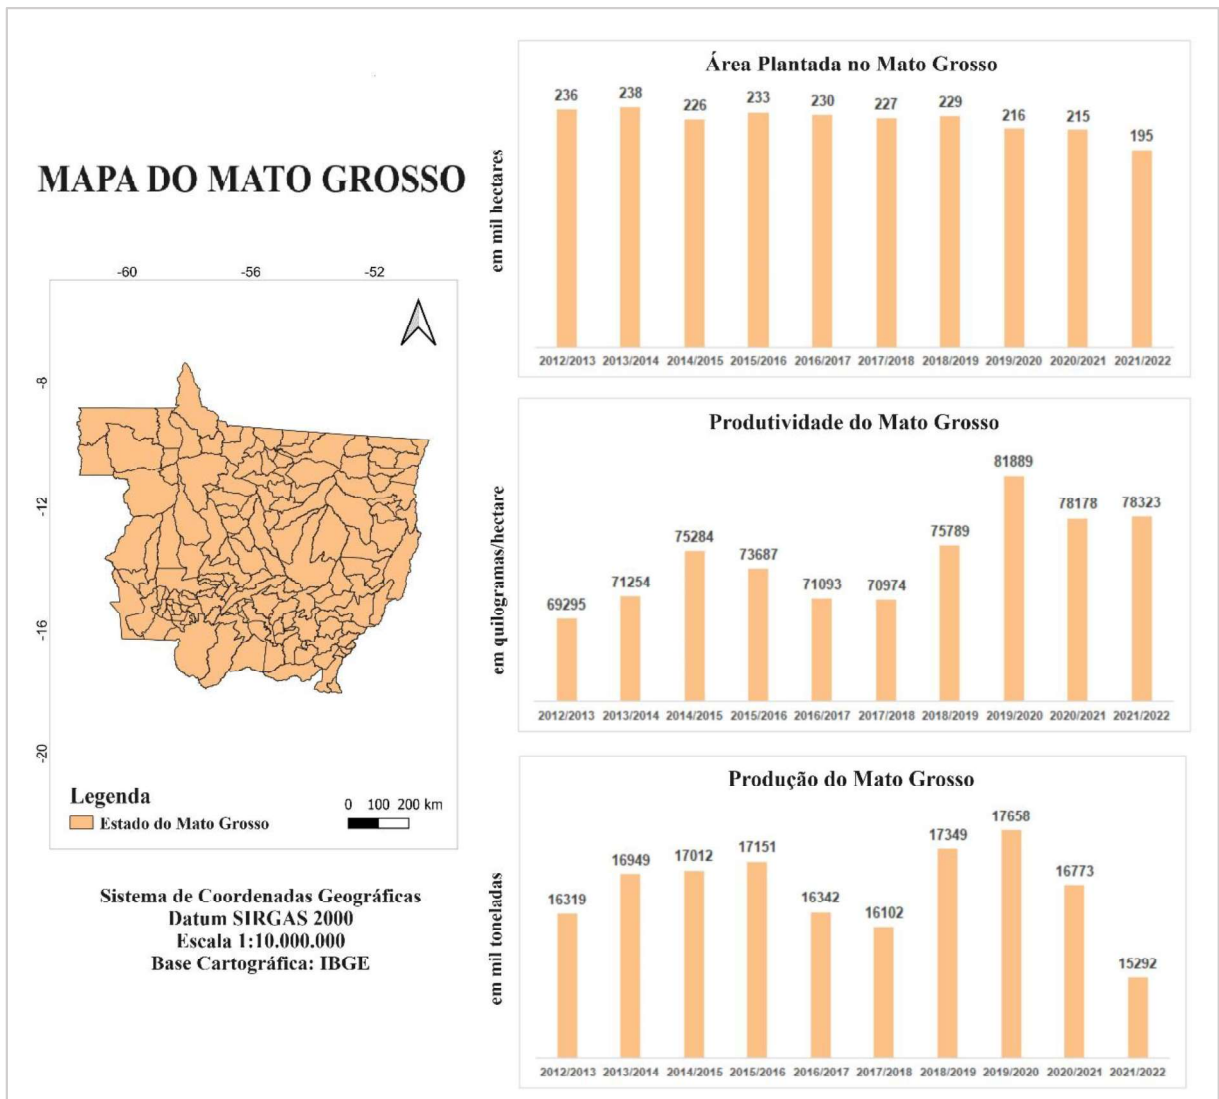 MAPA DO MATO GROSSO
-60 -56 -52
-8
-12
-16
-20
Legenda
Estado do Mato Grosso
0 100 200 km
Sistema de Coordenadas Geográficas
Datum SIRGAS 2000
Escala 1:10.000.000
Base Cartográfica: IBGE
Área Plantada no Mato Grosso
em mil hectares
236 238 226 233 230 227 229 216 215 195
2012/2013 2013/2014 2014/2015 2015/2016 2016/2017 2017/2018 2018/2019 2019/2020 2020/2021 2021/2022
Produtividade do Mato Grosso
em quilogramas/hectare
69295 71254 75284 73687 71093 70974 75789 81889 78178 78323
2012/2013 2013/2014 2014/2015 2015/2016 2016/2017 2017/2018 2018/2019 2019/2020 2020/2021 2021/2022
Produção do Mato Grosso
em mil toneladas
16319 16949 17012 17151 16342 16102 17349 17658 16773 15292
2012/2013 2013/2014 2014/2015 2015/2016 2016/2017 2017/2018 2018/2019 2019/2020 2020/2021 2021/2022